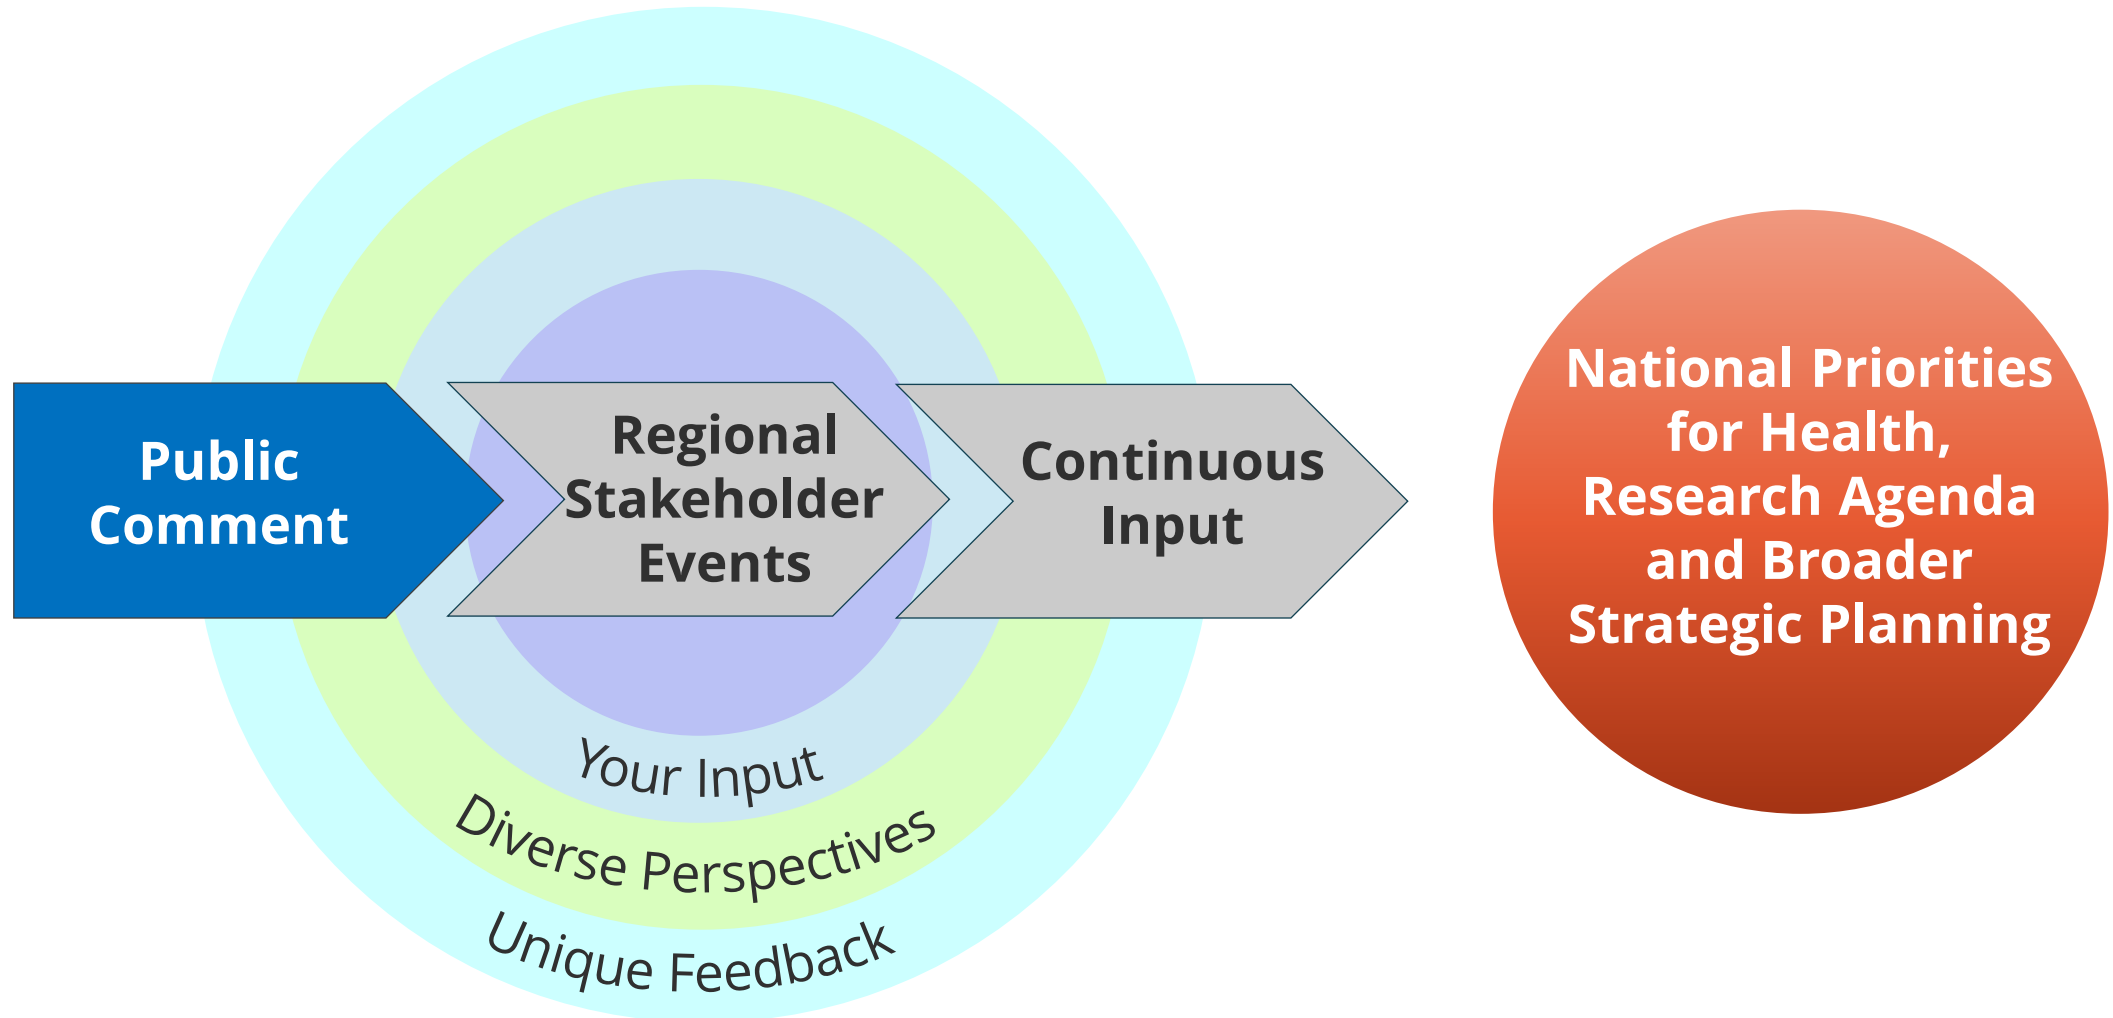 Public
Comment
Regional
Stakeholder
Events
Continuous
Input
National Priorities
for Health,
Research Agenda
and Broader
Strategic Planning
Your Input
Diverse Perspectives
Unique Feedback